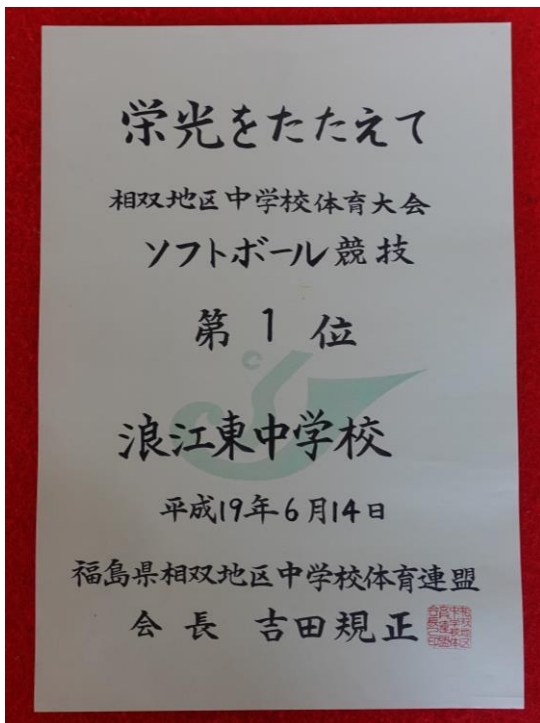 栄光をたたえて
相双地区中学校体育大会
ソフトボール競技
第1位
浪江東中学校
平成19年6月14日
福島県相双地区中学校体育連盟
会長 吉田規正